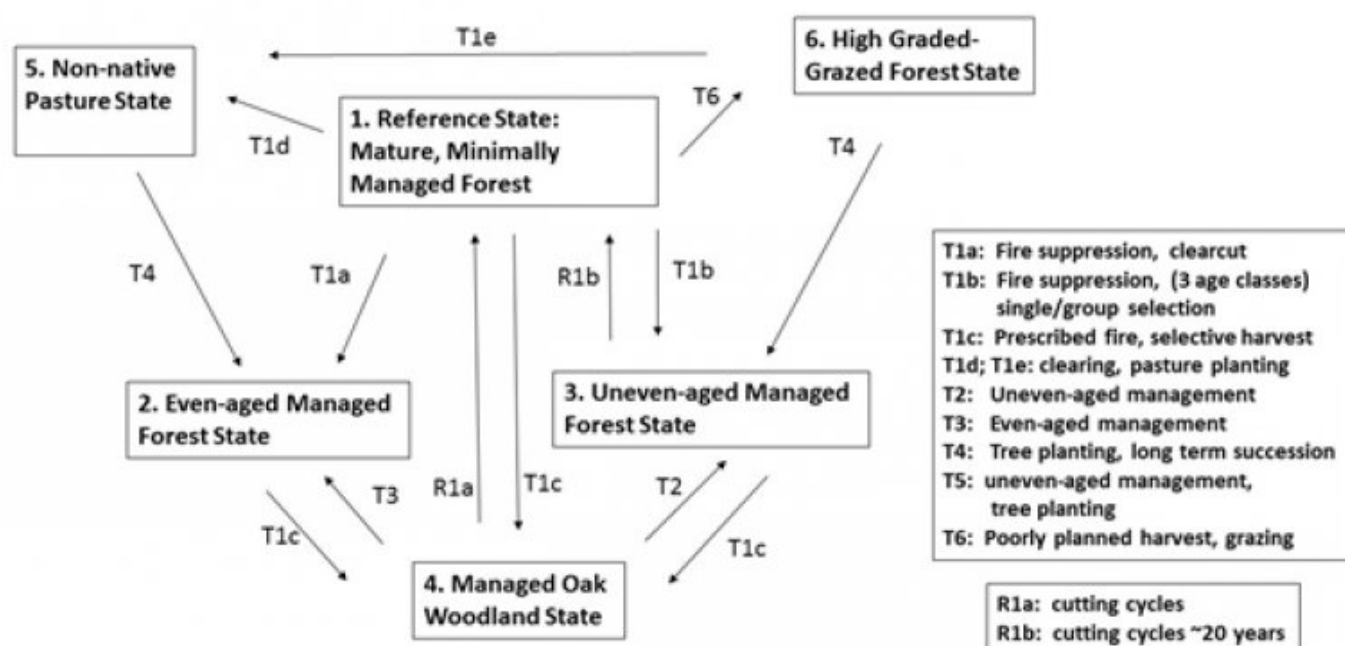 T1e
6. High Graded-
Grazed Forest State
5. Non-native
Pasture State
T6
1. Reference State:
Mature, Minimally
Managed Forest
T1d
T4
T4
T1a
R1b
T1b
T1a: Fire suppression, clearcut
T1b: Fire suppression, (3 age classes)
single/group selection
T1c: Prescribed fire, selective harvest
T1d; T1e: clearing, pasture planting
T2: Uneven-aged management
T3: Even-aged management
T4: Tree planting, long term succession
T5: uneven-aged management,
tree planting
T6: Poorly planned harvest, grazing
2. Even-aged Managed
Forest State
3. Uneven-aged Managed
Forest State
T3
R1a
T1c
T2
T1c
T1c
4. Managed Oak
Woodland State
R1a: cutting cycles
R1b: cutting cycles ~20 years